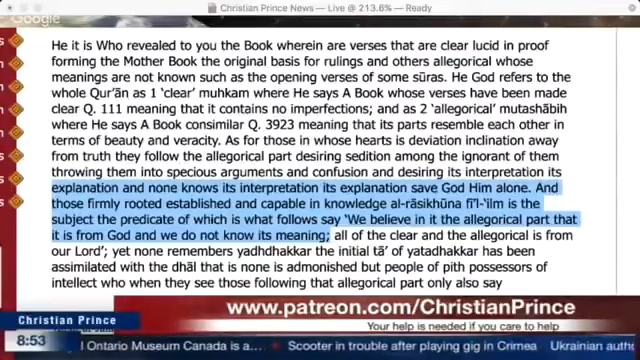 Christian Prince News — Live @ 213.6% — Ready
Google
He it is Who revealed to you the Book wherein are verses that are clear lucid in proof
forming the Mother Book the original basis for rulings and others allegorical whose
meanings are not known such as the opening verses of some sūras. He God refers to the
whole Qur'ān as 1 'clear' muhkam where He says A Book whose verses have been made
clear Q. 111 meaning that it contains no imperfections; and as 2 'allegorical' mutashābih
where He says A Book consimilar Q. 3923 meaning that its parts resemble each other in
terms of beauty and veracity. As for those in whose hearts is deviation inclination away
from truth they follow the allegorical part desiring sedition among the ignorant of them
throwing them into specious arguments and confusion and desiring its interpretation its
explanation and none knows its interpretation its explanation save God Him alone. And
those firmly rooted established and capable in knowledge al-rāsikhūna fī'l-'ilm is the
subject the predicate of which is what follows say 'We believe in it the allegorical part that
it is from God and we do not know its meaning; all of the clear and the allegorical is from
our Lord'; yet none remembers yadhdhakkar the initial tā' of yatadhakkar has been
assimilated with the dhāl that is none is admonished but people of pith possessors of
intellect who when they see those following that allegorical part only also say
www.patreon.com/ChristianPrince
Christian Prince
Your help is needed if you care to help
8:53
l Ontario Museum Canada is a... • Scooter in trouble after playing gig in Crimea • Ukrainian autho